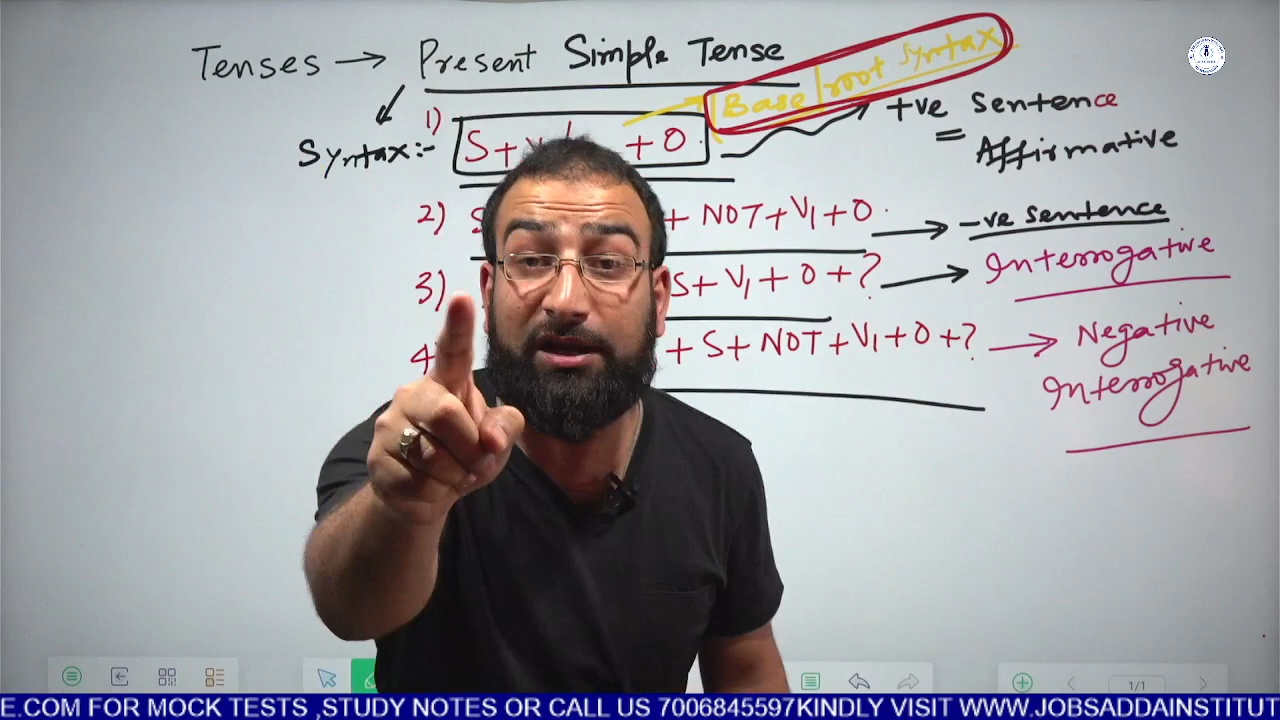 Tenses → Present Simple Tense
Base/root Syntax
Syntax:- 1) S+ + O. +ve sentence
= Affirmative
2) + NOT+V₁+O. → -ve sentence
3) S+V₁+O+? → Interrogative
+ S+NOT+V₁+O+? → Negative
Interrogative
1/1
E.COM FOR MOCK TESTS ,STUDY NOTES OR CALL US 7006845597KINDLY VISIT WWW.JOBSADDAINSTITUT